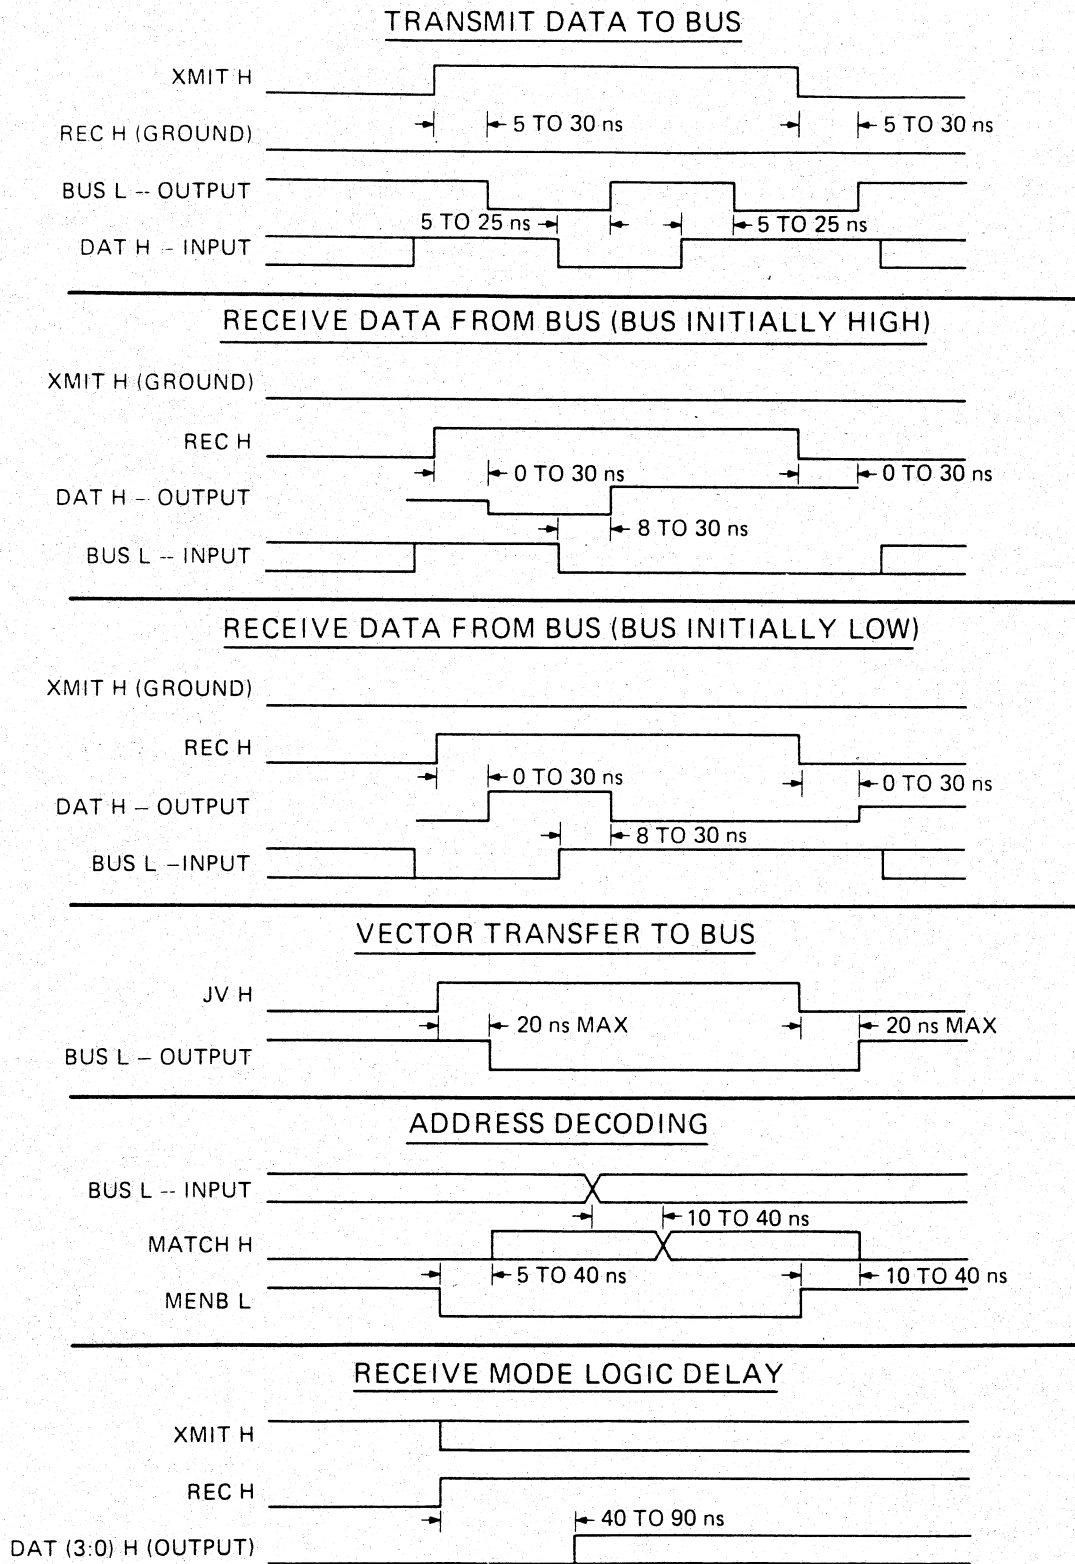 TRANSMIT DATA TO BUS
XMIT H
REC H (GROUND)
5 TO 30 ns
5 TO 30 ns
BUS L -- OUTPUT
5 TO 25 ns
5 TO 25 ns
DAT H - INPUT
RECEIVE DATA FROM BUS (BUS INITIALLY HIGH)
XMIT H (GROUND)
REC H
0 TO 30 ns
0 TO 30 ns
DAT H - OUTPUT
8 TO 30 ns
BUS L -- INPUT
RECEIVE DATA FROM BUS (BUS INITIALLY LOW)
XMIT H (GROUND)
REC H
0 TO 30 ns
0 TO 30 ns
DAT H – OUTPUT
8 TO 30 ns
BUS L –INPUT
VECTOR TRANSFER TO BUS
JV H
20 ns MAX
20 ns MAX
BUS L – OUTPUT
ADDRESS DECODING
BUS L -- INPUT
10 TO 40 ns
MATCH H
5 TO 40 ns
10 TO 40 ns
MENB L
RECEIVE MODE LOGIC DELAY
XMIT H
REC H
40 TO 90 ns
DAT (3:0) H (OUTPUT)